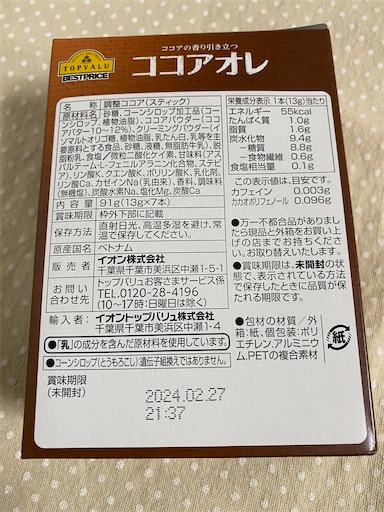 ココアの香り引き立つ
TOPVALU
BESTPRICE
ココアオレ
名 称 調整ココア(スティック)
原材料名 砂糖、コーンシロップ加工品(コー
ンシロップ、植物油脂)、ココアパウダー(ココアバ
ター10~12%)、クリーミングパウダー(イ
ソマルトオリゴ糖、植物油脂、乳たん白、乳等を
主要原料とする食品、砂糖、液糖、無脂肪牛乳)、脱
脂粉乳、食塩/微粒二酸化ケイ素、甘味料(アス
パルテーム・L-フェニルアラニン化合物、ステビ
ア)、リン酸K、クエン酸K、ポリリン酸K、乳化剤、
リン酸Ca、カゼインNa(乳由来)、香料、調味料
(無機塩)、炭酸水素Na、塩化Mg、炭酸Ca
内 容 量 91g(13g×7本)
賞味期限 枠外下部に記載
保存方法 直射日光、高温多湿を避け、常
温で保存してください。
原産国名 ベトナム
販 売 者 イオン株式会社
千葉県千葉市美浜区中瀬1-5-1
お問い
合わせ先 トップバリュお客さまサービス係
TEL.0120-28-4196
(10~17時:日曜日は除く)
輸 入 者 : イオントップバリュ株式会社
千葉県千葉市美浜区中瀬1-4
●「乳」の成分を含んだ原材料を使用しています。
●コーンシロップ(とうもろこし)遺伝子組換えではありません。
賞味期限
(未開封)
2024.02.27
21:37
栄養成分表示 1本(13g)当たり
エネルギー 55kcal
たんぱく質 1.0g
脂質 1.6g
炭水化物 9.4g
-糖質 8.8g
-食物繊維 0.6g
食塩相当量 0.1g
この表示値は、目安です。
カフェイン 0.003g
カカオポリフェノール 0.096g
●万一不都合品がありまし
たら現品と外箱をお買い上
げの店までお持ちくださ
い。お取り替えいたします。
●賞味期限は、未開封の状
態で、表示されている方法
で保存したときに品質が保
たれる期限です。
●包材の材質/外
箱:紙、個包装:ポリ
エチレン、アルミニウ
ム、PETの複合素材
紙